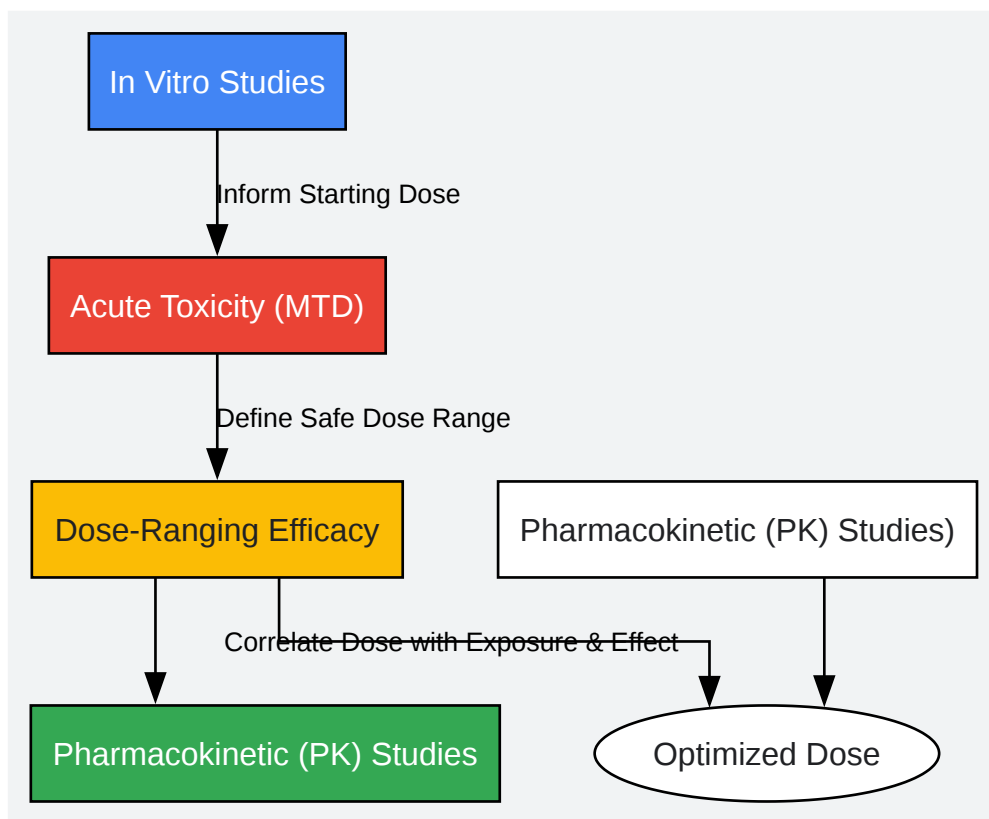 In Vitro Studies
Inform Starting Dose
Acute Toxicity (MTD)
Define Safe Dose Range
Dose-Ranging Efficacy
Pharmacokinetic (PK) Studies)
Correlate Dose with Exposure & Effect
Pharmacokinetic (PK) Studies
Optimized Dose